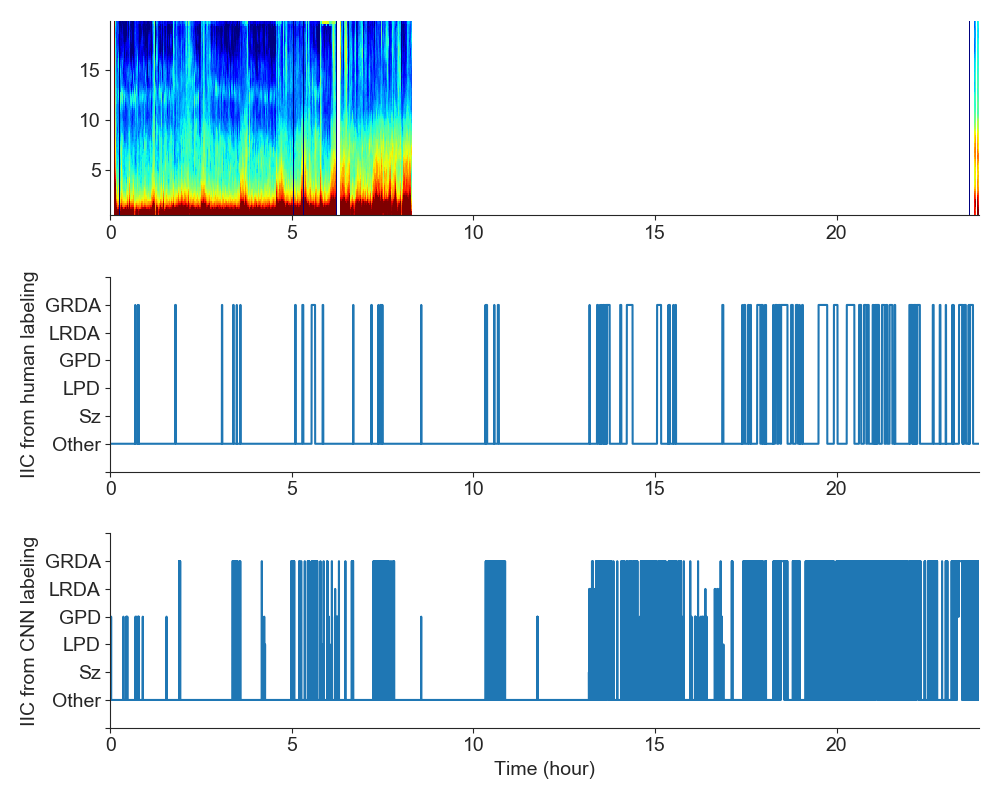 15
10
5
0 5 10 15 20
IIC from human labeling
GRDA
LRDA
GPD
LPD
Sz
Other
0 5 10 15 20
IIC from CNN labeling
GRDA
LRDA
GPD
LPD
Sz
Other
0 5 10 15 20
Time (hour)